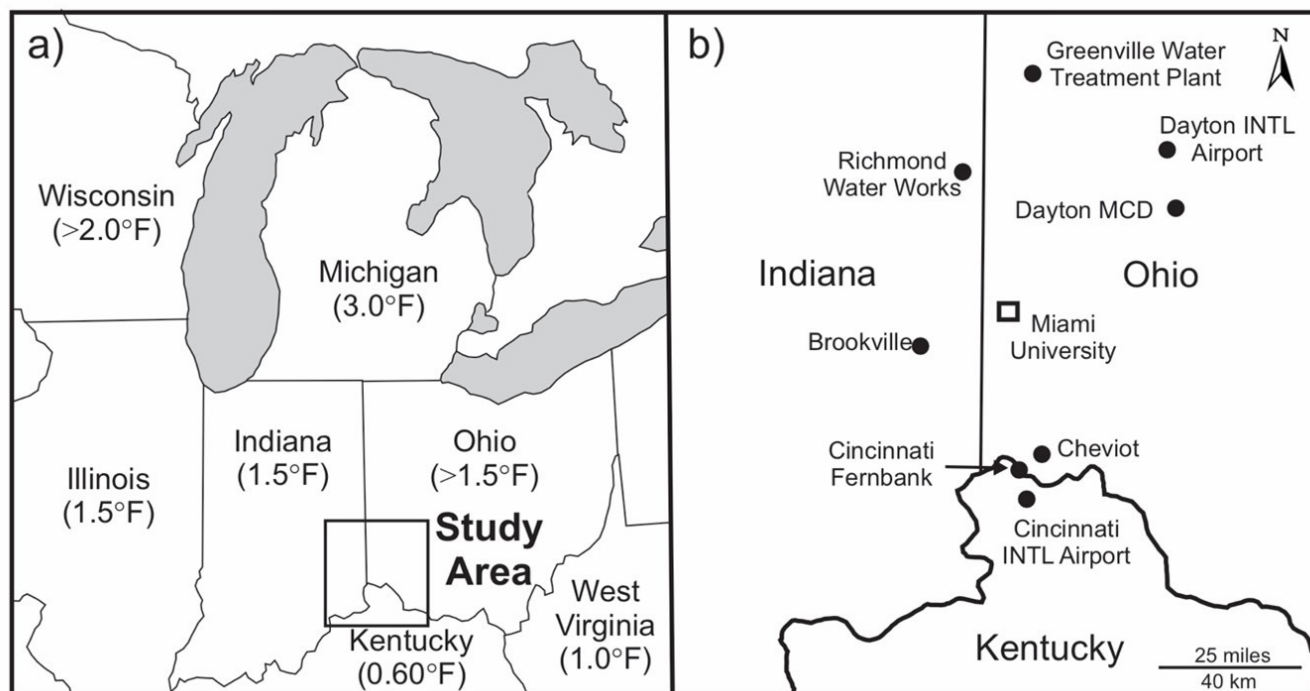 a)
Wisconsin
(>2.0°F)
Michigan
(3.0°F)
Illinois
(1.5°F)
Indiana
(1.5°F)
Ohio
(>1.5°F)
Study
Area
West
Virginia
(1.0°F)
Kentucky
(0.60°F)
b)
N
Greenville Water
Treatment Plant
Dayton INTL
Airport
Richmond
Water Works
Dayton MCD
Indiana
Ohio
Miami
University
Brookville
Cincinnati
Fernbank
Cheviot
Cincinnati
INTL Airport
Kentucky
25 miles
40 km